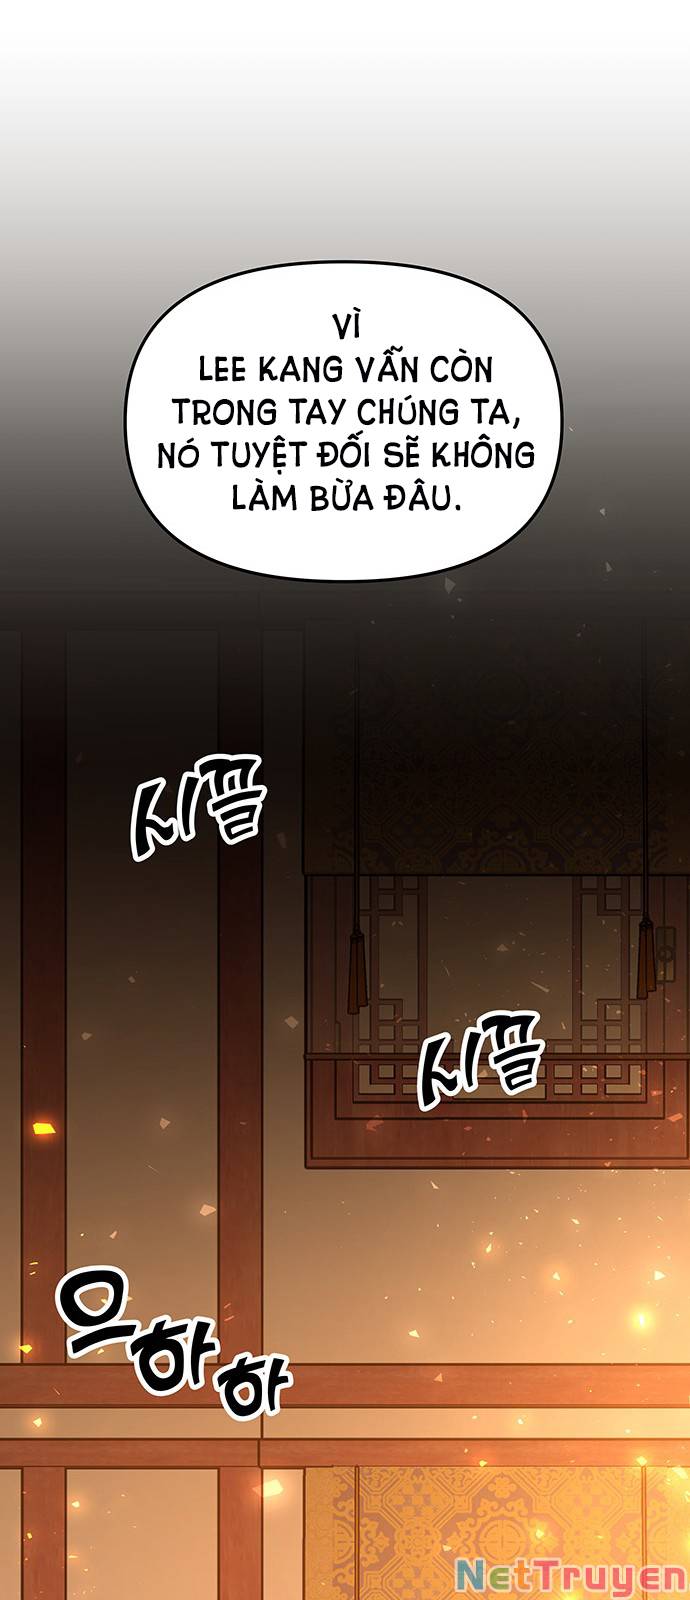 VÌ
LEE KANG VẪN CÒN
TRONG TAY CHÚNG TA,
NÓ TUYỆT ĐỐI SẼ KHÔNG
LÀM BỪA ĐÂU.
시끌
시끌
으하하
NetTruyen